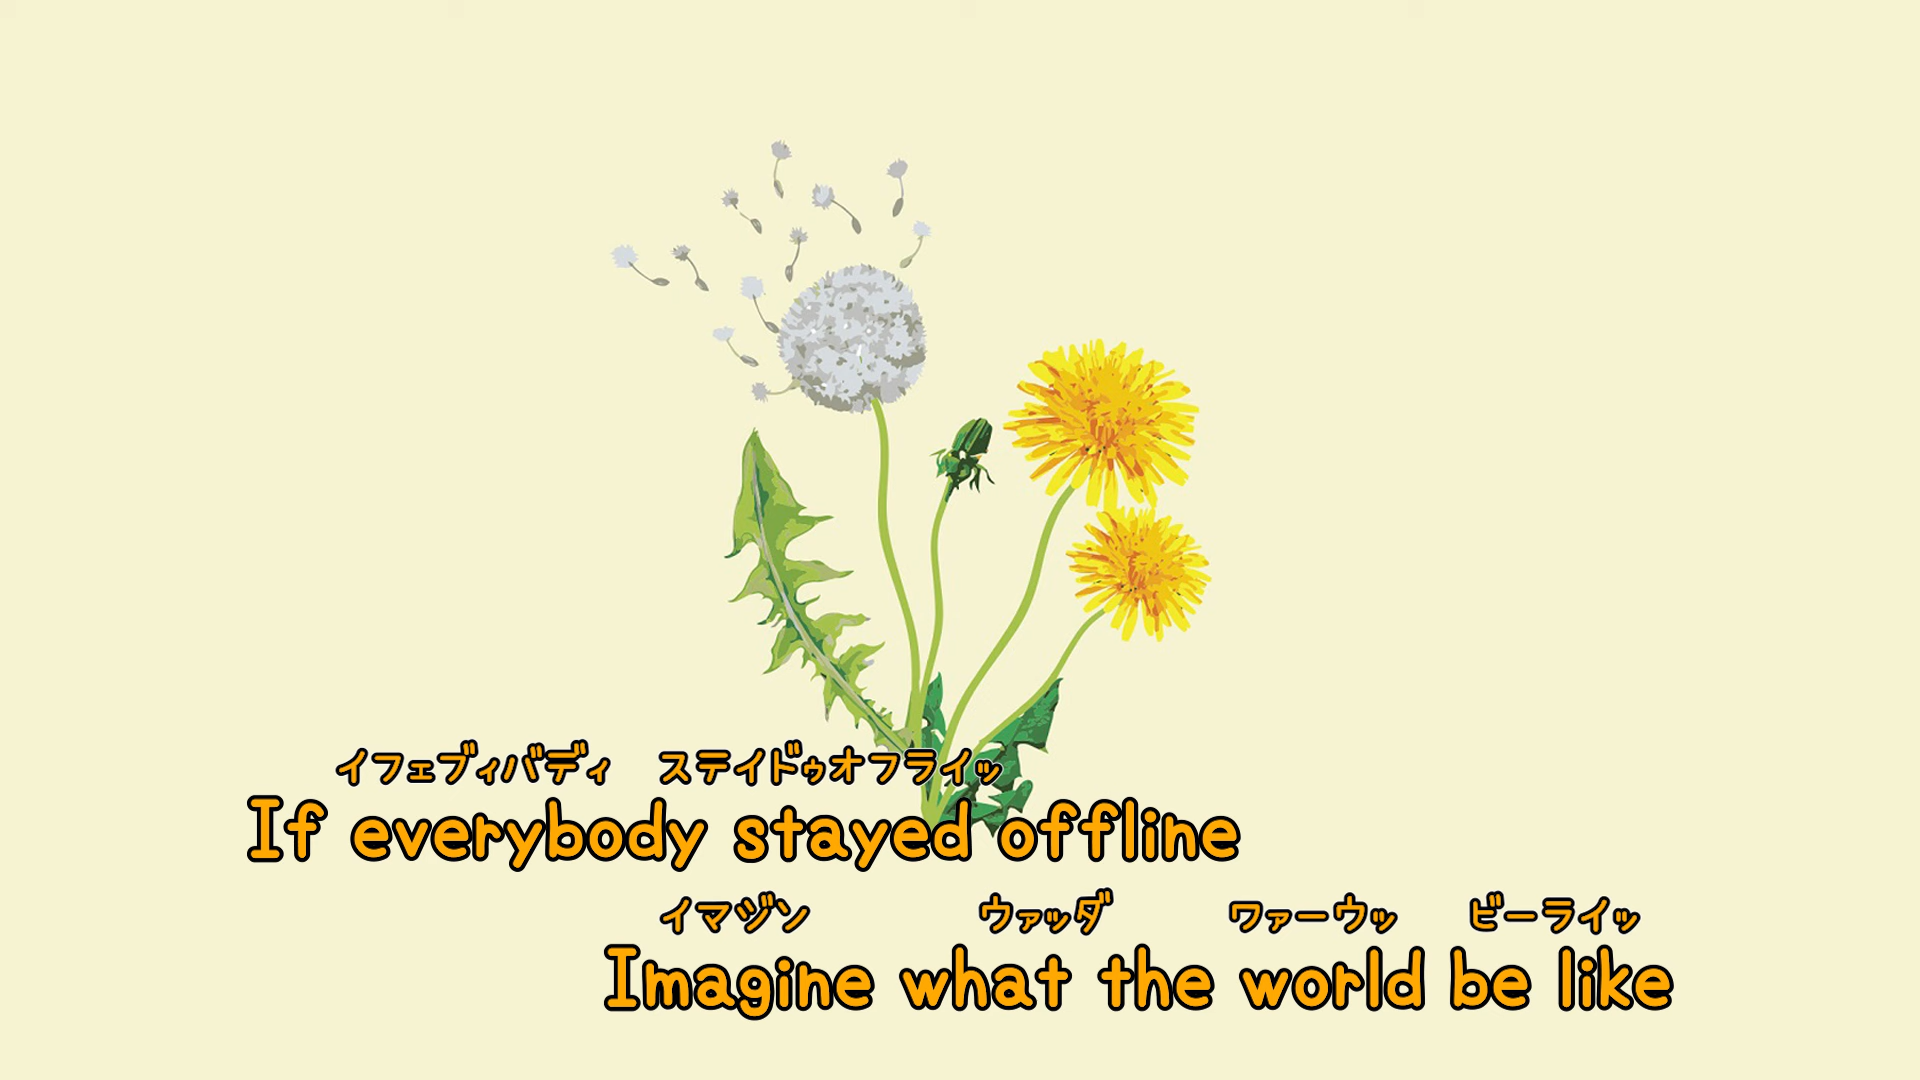 イフェブィバディ　ステイドゥオフライッ
If everybody stayed offline
イマジン　ウァッダ　ワァーウッ　ビーライッ
Imagine what the world be like